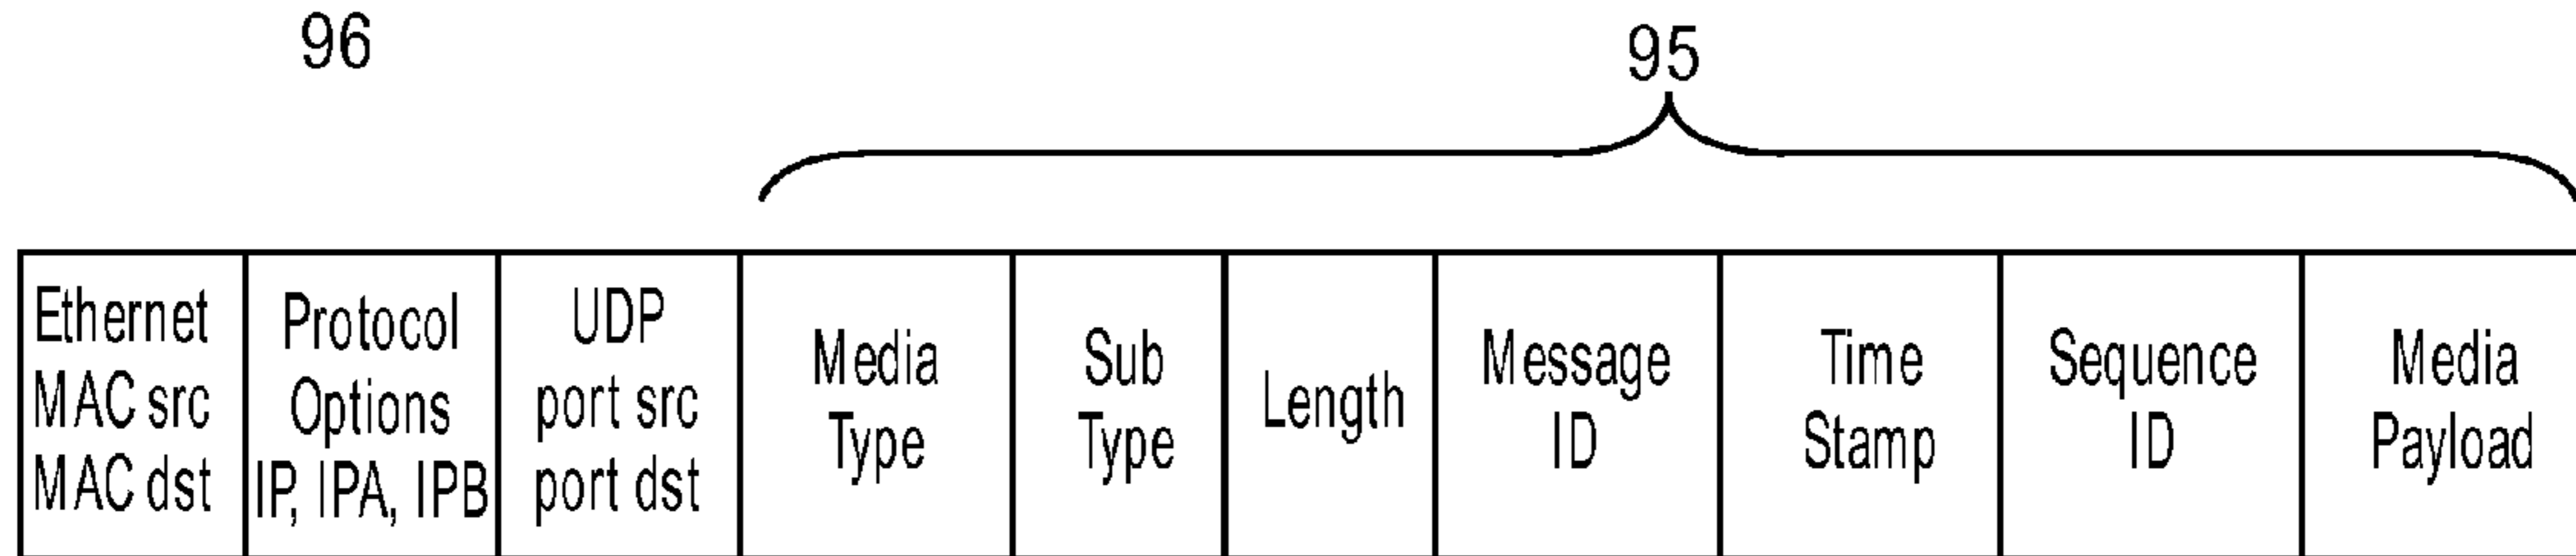 96
95
Ethernet
MAC src
MAC dst
Protocol
Options
IP, IPA, IPB
UDP
port src
port dst
Media
Type
Sub
Type
Length
Message
ID
Time
Stamp
Sequence
ID
Media
Payload